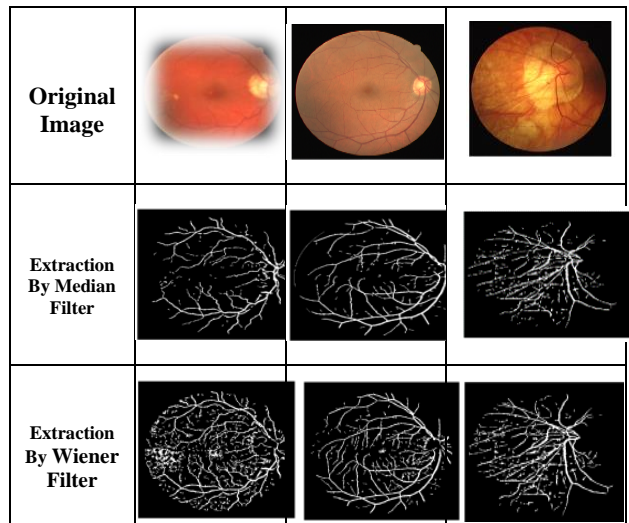 Original
Image
Extraction
By Median
Filter
Extraction
By Wiener
Filter